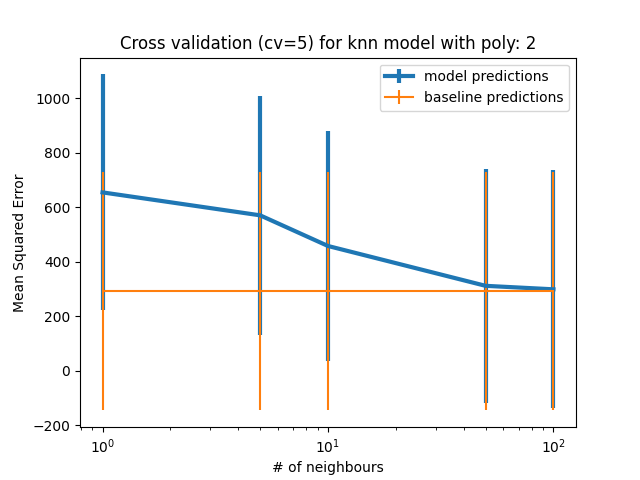 Cross validation (cv=5) for knn model with poly: 2
model predictions
baseline predictions
Mean Squared Error
1000
800
600
400
200
0
−200
10⁰
10¹
10²
# of neighbours